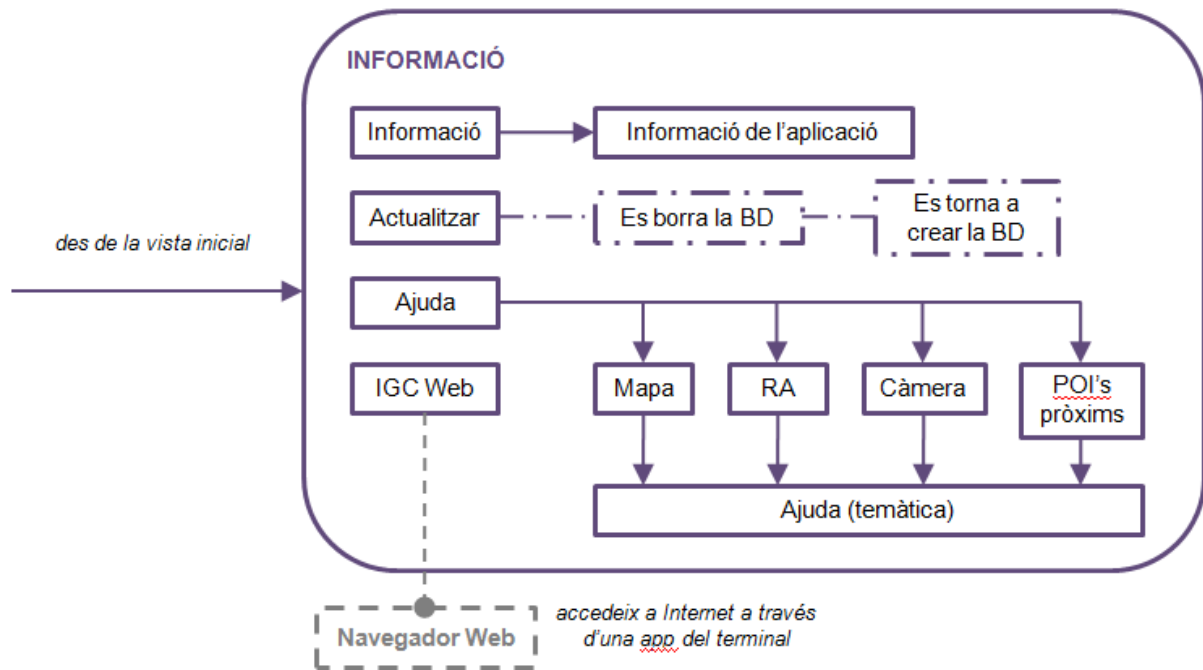 INFORMACIÓ
Informació
Informació de l'aplicació
Actualitzar
Es borra la BD
Es torna a
crear la BD
des de la vista inicial
Ajuda
IGC Web
Mapa
RA
Càmera
POI's
pròxims
Ajuda (temàtica)
Navegador Web
accedeix a Internet a través
d'una app del terminal